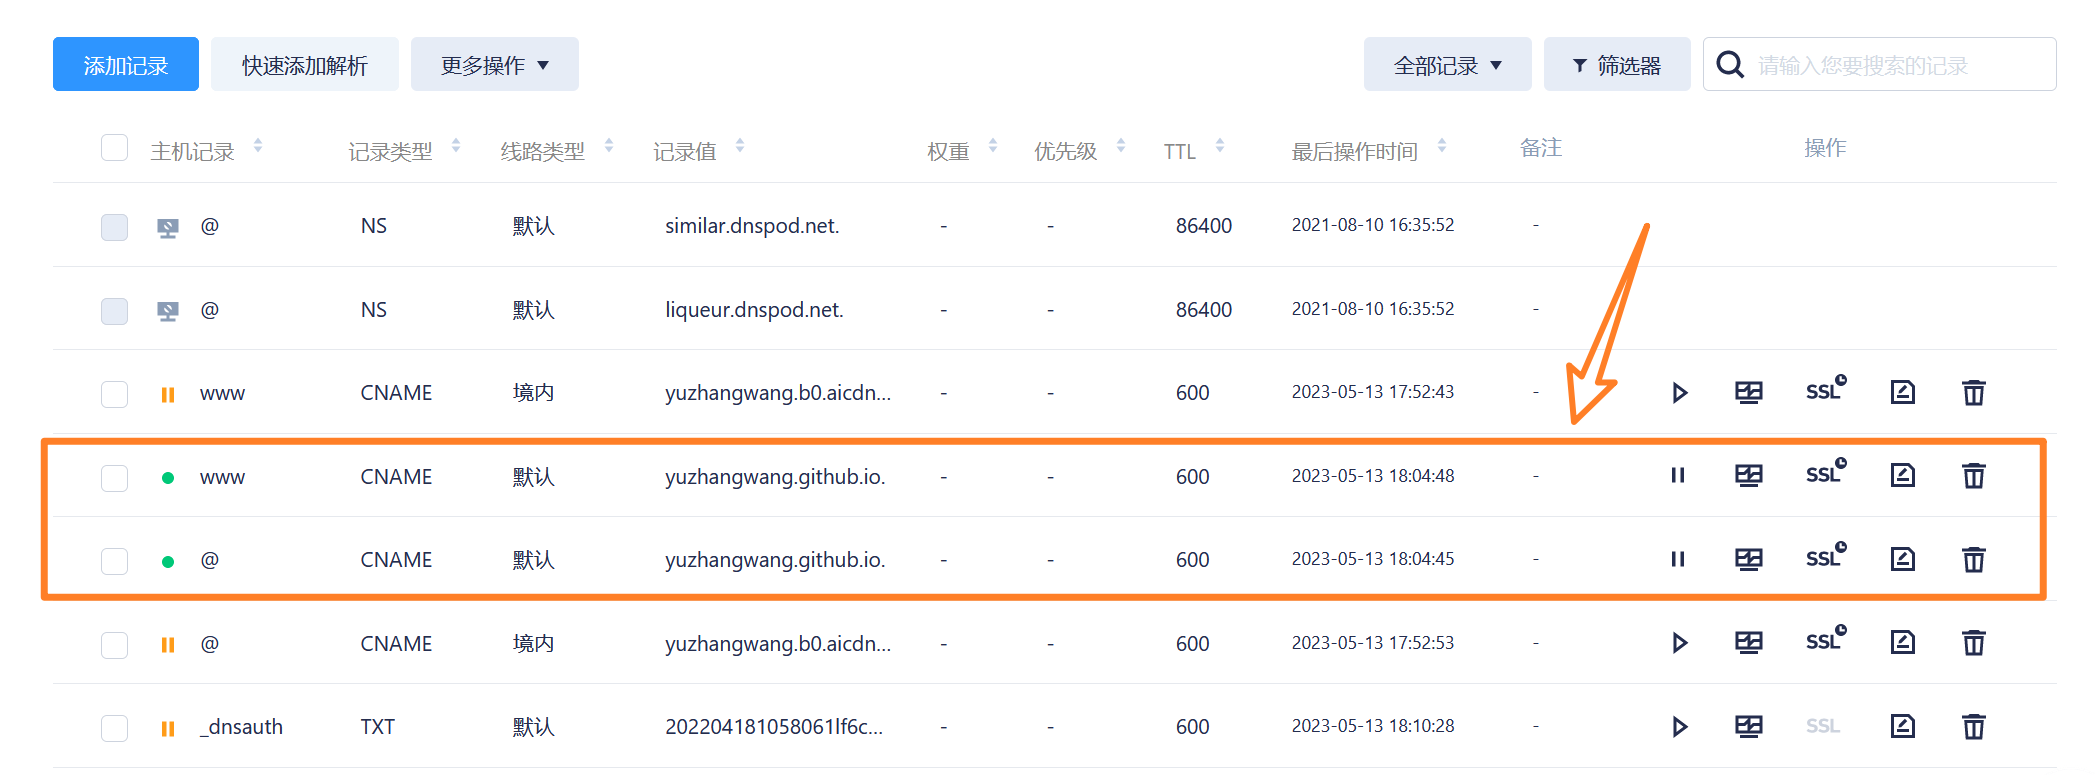 添加记录 快速添加解析 更多操作 全部记录 筛选器 请输入您要搜索的记录
主机记录 记录类型 线路类型 记录值 权重 优先级 TTL 最后操作时间 备注 操作
@ NS 默认 similar.dnspod.net. - - 86400 2021-08-10 16:35:52 -
@ NS 默认 liqueur.dnspod.net. - - 86400 2021-08-10 16:35:52 -
www CNAME 境内 yuzhangwang.b0.aicdn... - - 600 2023-05-13 17:52:43 - SSL
www CNAME 默认 yuzhangwang.github.io. - - 600 2023-05-13 18:04:48 - SSL
@ CNAME 默认 yuzhangwang.github.io. - - 600 2023-05-13 18:04:45 - SSL
@ CNAME 境内 yuzhangwang.b0.aicdn... - - 600 2023-05-13 17:52:53 - SSL
_dnsauth TXT 默认 202204181058061lf6c... - - 600 2023-05-13 18:10:28 - SSL